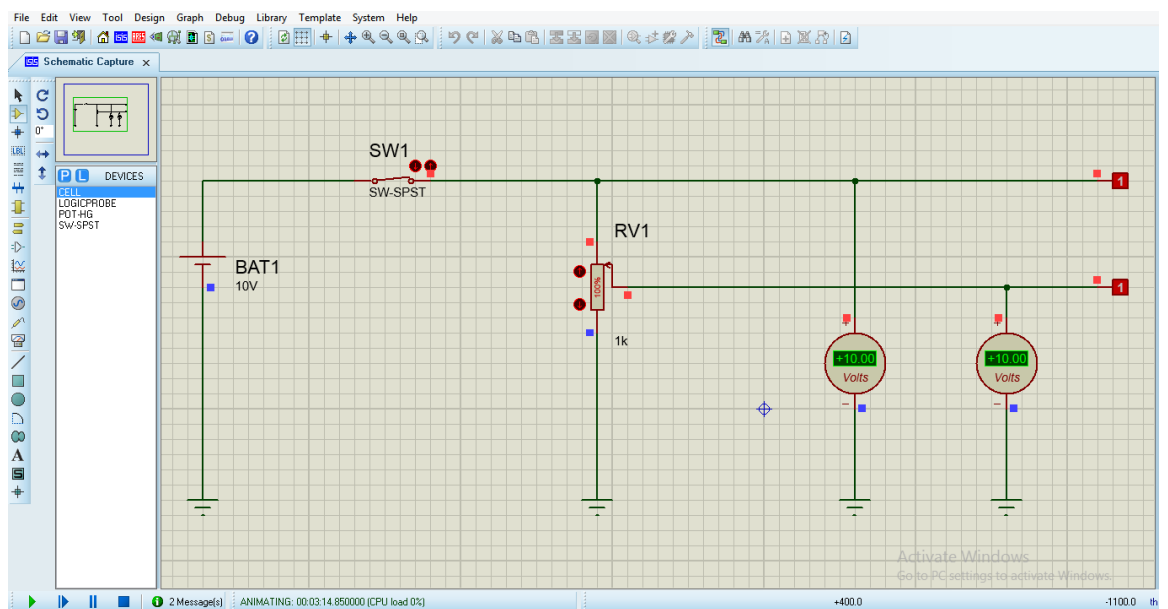 File Edit View Tool Design Graph Debug Library Template System Help
Schematic Capture
0°
LBL
P L DEVICES
CELL
LOGICPROBE
POT-HG
SW-SPST
SW1
SW-SPST
1
RV1
BAT1
10V
100%
1
1k
+10.00
Volts
+10.00
Volts
A
S
Activate Windows
Go to PC settings to activate Windows.
2 Message(s) ANIMATING: 00:03:14.850000 (CPU load 0%) +400.0 -1100.0 th